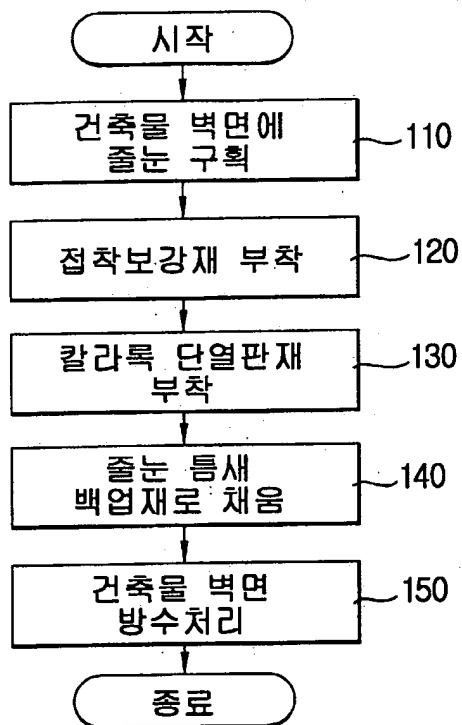 시작
건축물 벽면에
줄눈 구획
110
접착보강재 부착
120
칼라록 단열판재
부착
130
줄눈 틈새
백업재로 채움
140
건축물 벽면
방수처리
150
종료